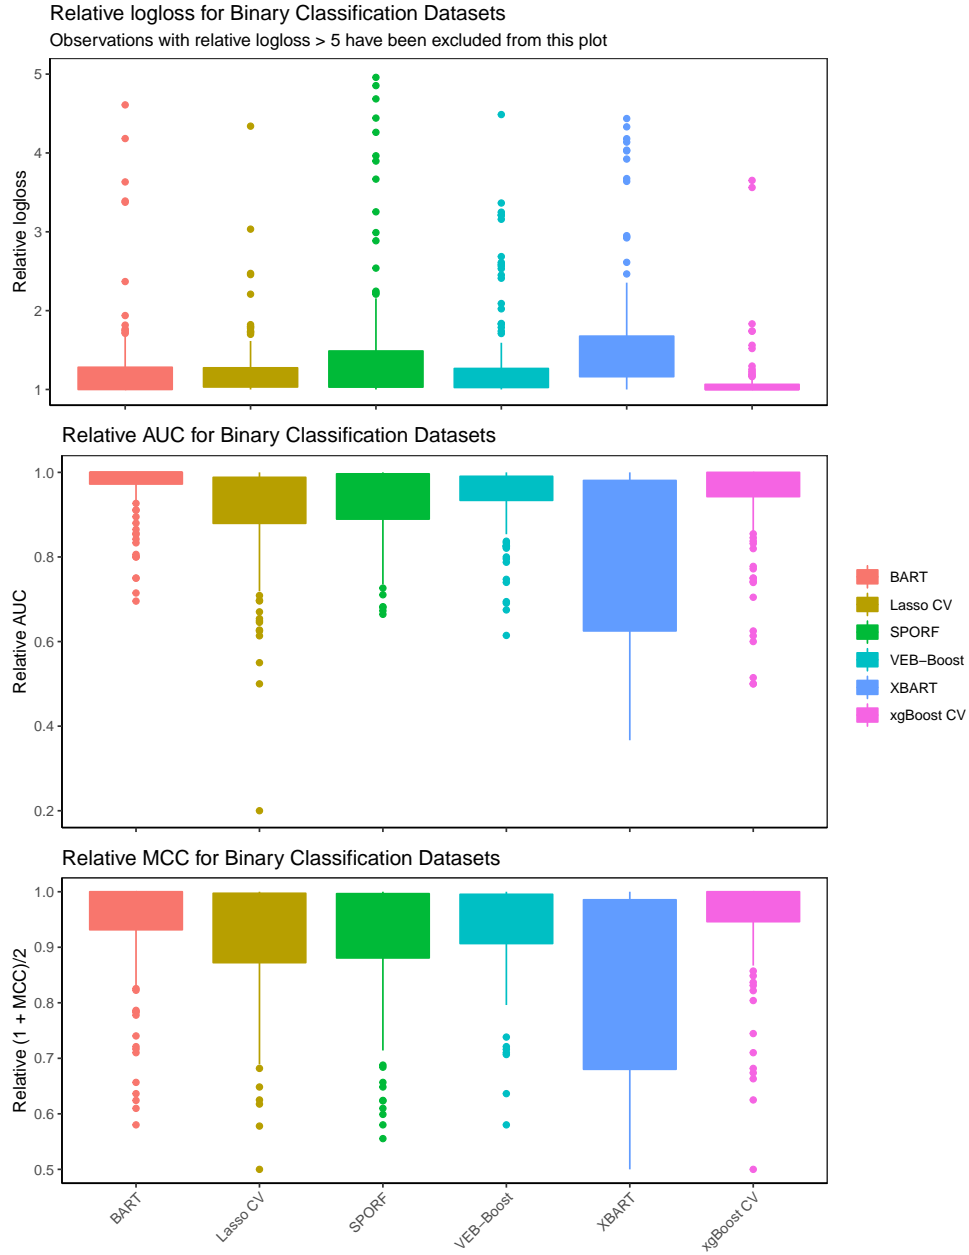 Relative logloss for Binary Classification Datasets
Observations with relative logloss > 5 have been excluded from this plot
5
4
3
2
1
Relative logloss
Relative AUC for Binary Classification Datasets
1.0
0.8
0.6
0.4
0.2
Relative AUC
BART
Lasso CV
SPORF
VEB−Boost
XBART
xgBoost CV
Relative MCC for Binary Classification Datasets
1.0
0.9
0.8
0.7
0.6
0.5
Relative (1 + MCC)/2
BART
Lasso CV
SPORF
VEB−Boost
XBART
xgBoost CV